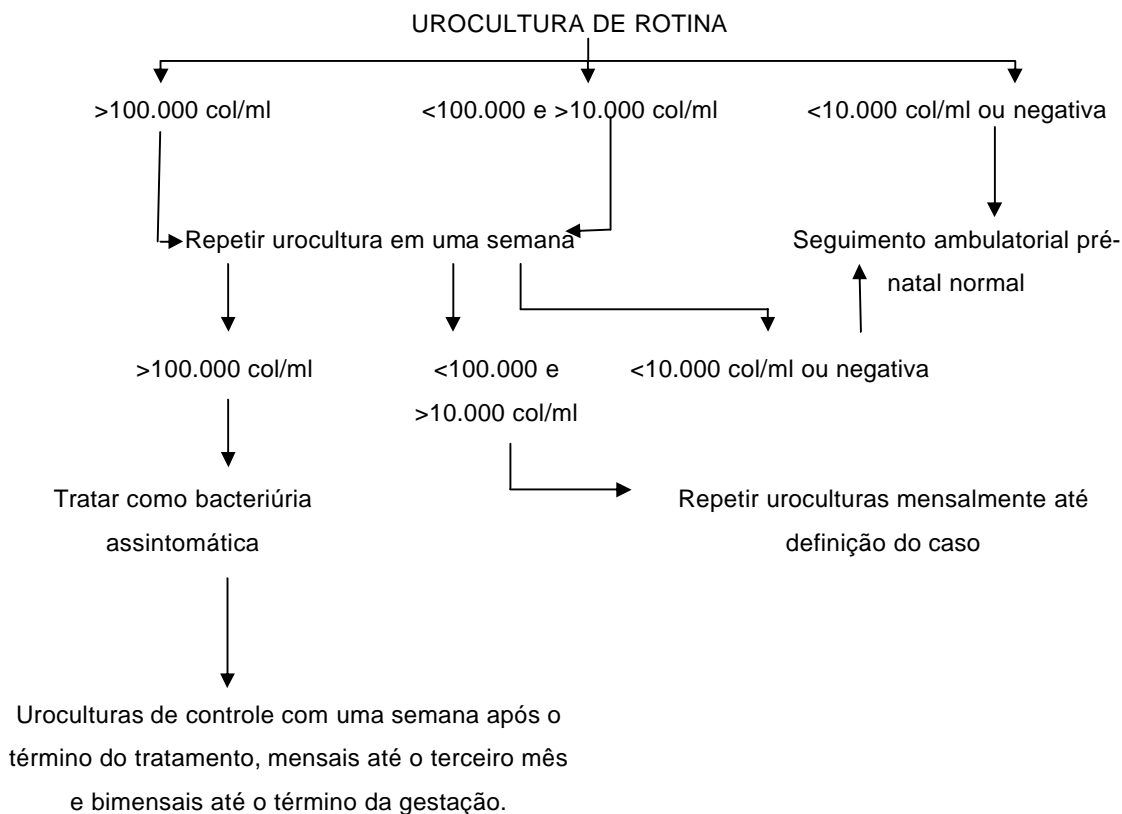 UROCULTURA DE ROTINA
>100.000 col/ml
<100.000 e >10.000 col/ml
<10.000 col/ml ou negativa
Repetir urocultura em uma semana
Seguimento ambulatorial pré-
natal normal
>100.000 col/ml
<100.000 e
>10.000 col/ml
<10.000 col/ml ou negativa
Tratar como bacteriúria
assintomática
Repetir uroculturas mensalmente até
definição do caso
Uroculturas de controle com uma semana após o
término do tratamento, mensais até o terceiro mês
e bimensais até o término da gestação.